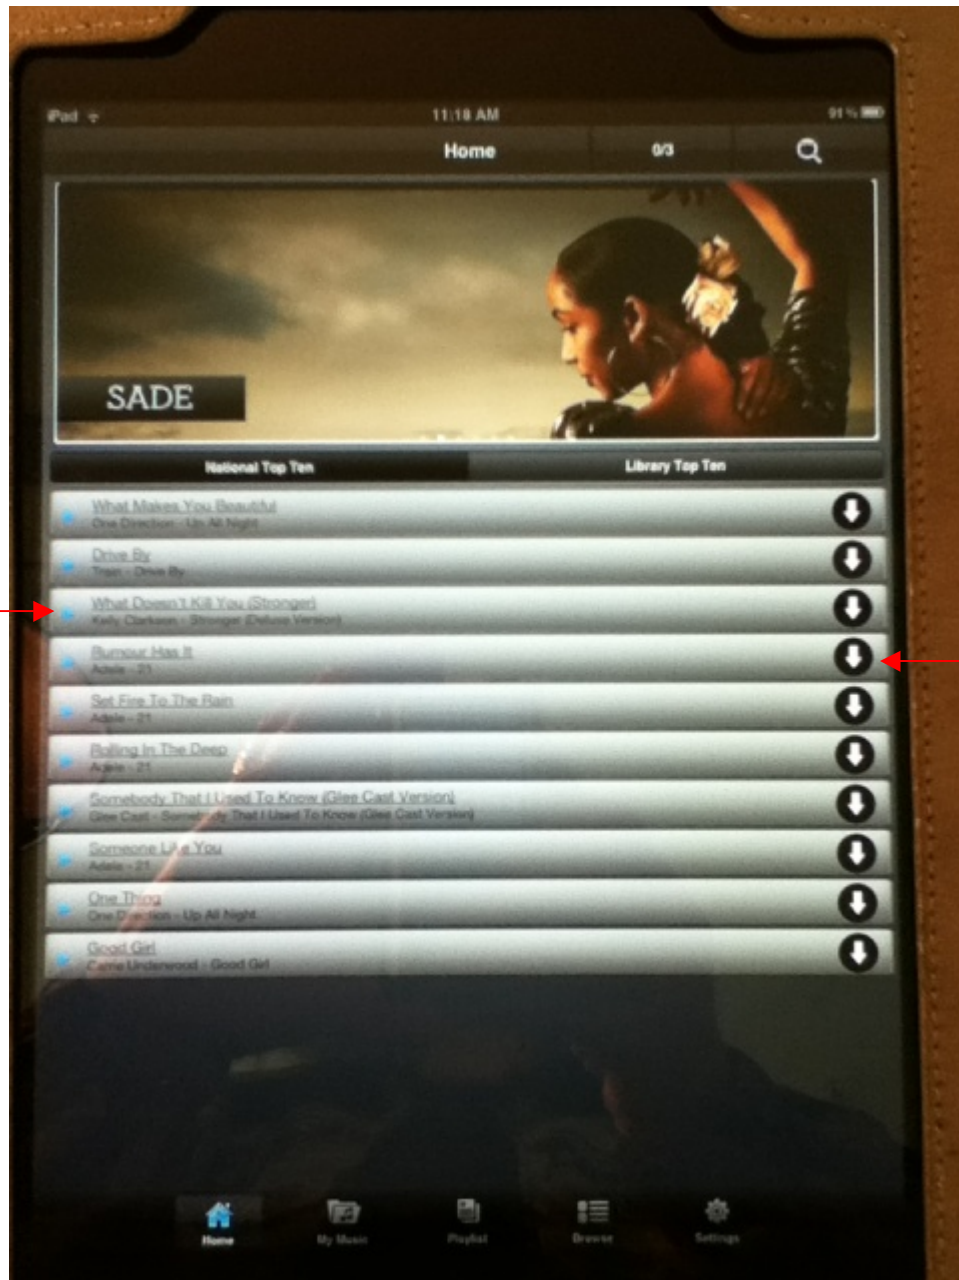 iPad 11:18 AM 91%
Home 0/3
SADE
National Top Ten Library Top Ten
What Makes You Beautiful
One Direction - Up All Night
Drive By
Train - Drive By
What Doesn't Kill You (Stronger)
Kelly Clarkson - Stronger (Deluxe Version)
Rumour Has It
Adele - 21
Set Fire To The Rain
Adele - 21
Rolling In The Deep
Adele - 21
Somebody That I Used To Know (Glee Cast Version)
Glee Cast - Somebody That I Used To Know (Glee Cast Version)
Someone Like You
Adele - 21
One Thing
One Direction - Up All Night
Good Girl
Carrie Underwood - Good Girl
Home My Music Playlist Browse Settings